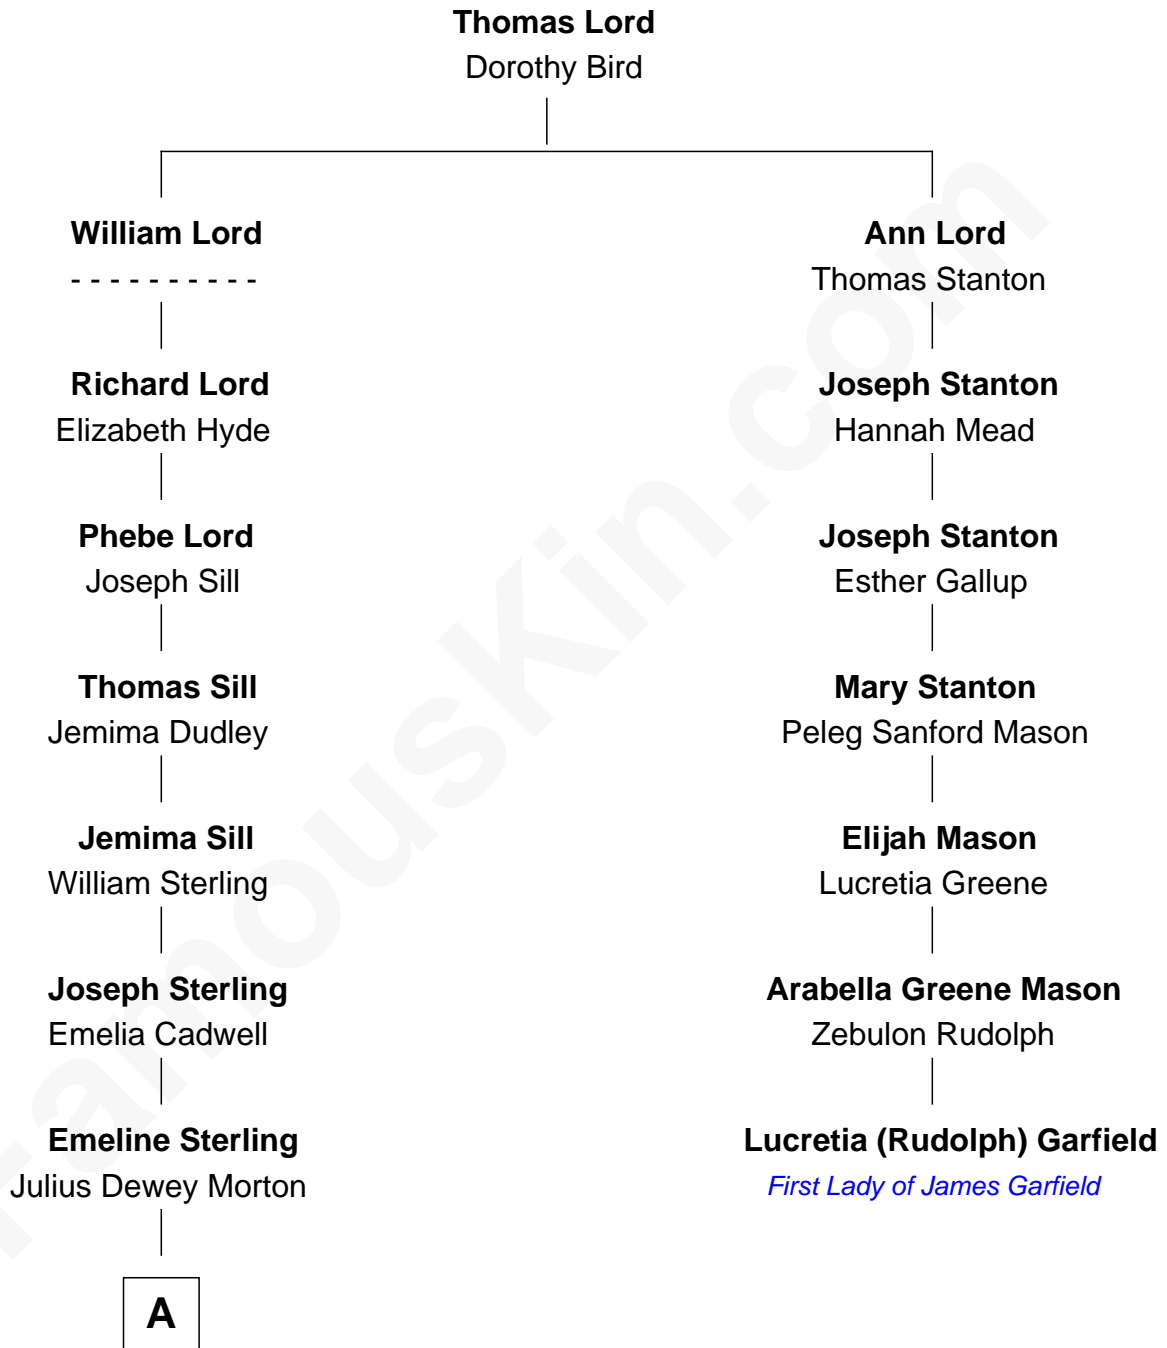 Thomas Lord
Dorothy Bird
William Lord
- - - - - - - - - -
Richard Lord
Elizabeth Hyde
Phebe Lord
Joseph Sill
Thomas Sill
Jemima Dudley
Jemima Sill
William Sterling
Joseph Sterling
Emelia Cadwell
Emeline Sterling
Julius Dewey Morton
A
Ann Lord
Thomas Stanton
Joseph Stanton
Hannah Mead
Joseph Stanton
Esther Gallup
Mary Stanton
Peleg Sanford Mason
Elijah Mason
Lucretia Greene
Arabella Greene Mason
Zebulon Rudolph
Lucretia (Rudolph) Garfield
First Lady of James Garfield
FamousKin.com